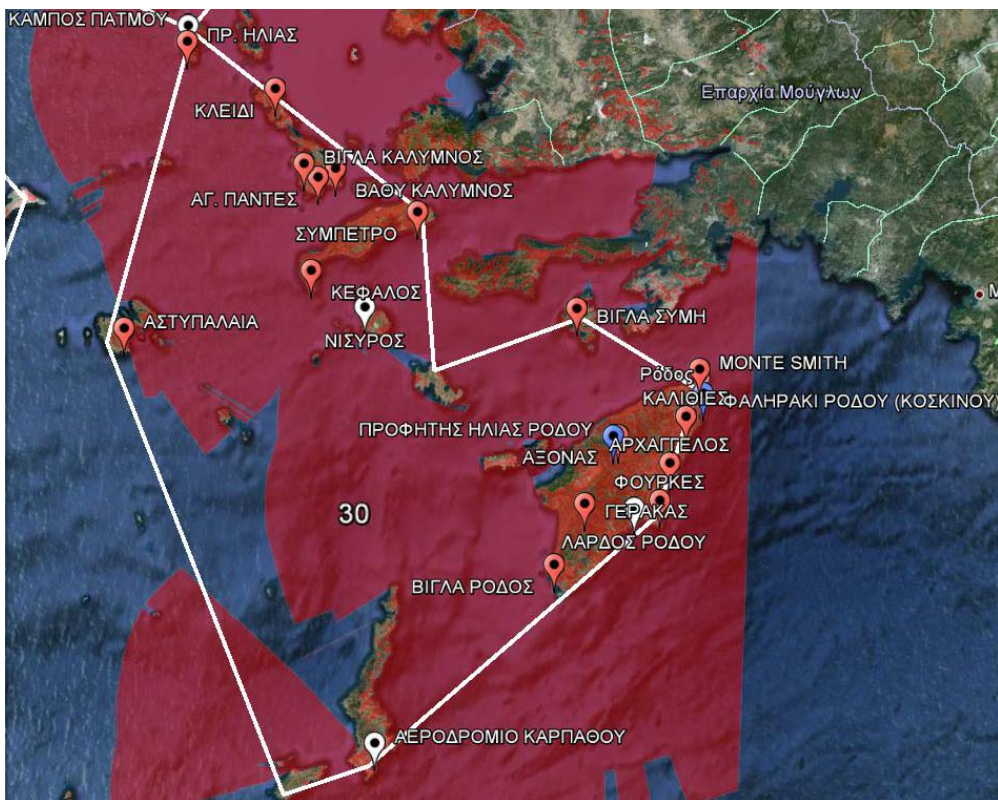 ΚΑΜΠΟΣ ΠΑΤΜΟΥ
ΠΡ. ΗΛΙΑΣ
Επαρχία Μούγλων
ΚΛΕΙΔΙ
ΒΙΓΛΑ ΚΑΛΥΜΝΟΣ
ΑΓ. ΠΑΝΤΕΣ
ΒΑΘΥ ΚΑΛΥΜΝΟΣ
ΣΥΜΠΕΤΡΟ
ΚΕΦΑΛΟΣ
ΑΣΤΥΠΑΛΑΙΑ
ΝΙΣΥΡΟΣ
ΒΙΓΛΑ ΣΥΜΗ
MONTE SMITH
Ρόδος
ΚΑΛΙΘΙΕΣ
ΦΑΛΗΡΑΚΙ ΡΟΔΟΥ (ΚΟΣΚΙΝΟΥ)
ΠΡΟΦΗΤΗΣ ΗΛΙΑΣ ΡΟΔΟΥ
ΑΡΧΑΓΓΕΛΟΣ
ΑΞΟΝΑΣ
ΦΟΥΡΚΕΣ
30
ΓΕΡΑΚΑΣ
ΛΑΡΔΟΣ ΡΟΔΟΥ
ΒΙΓΛΑ ΡΟΔΟΣ
ΑΕΡΟΔΡΟΜΙΟ ΚΑΡΠΑΘΟΥ